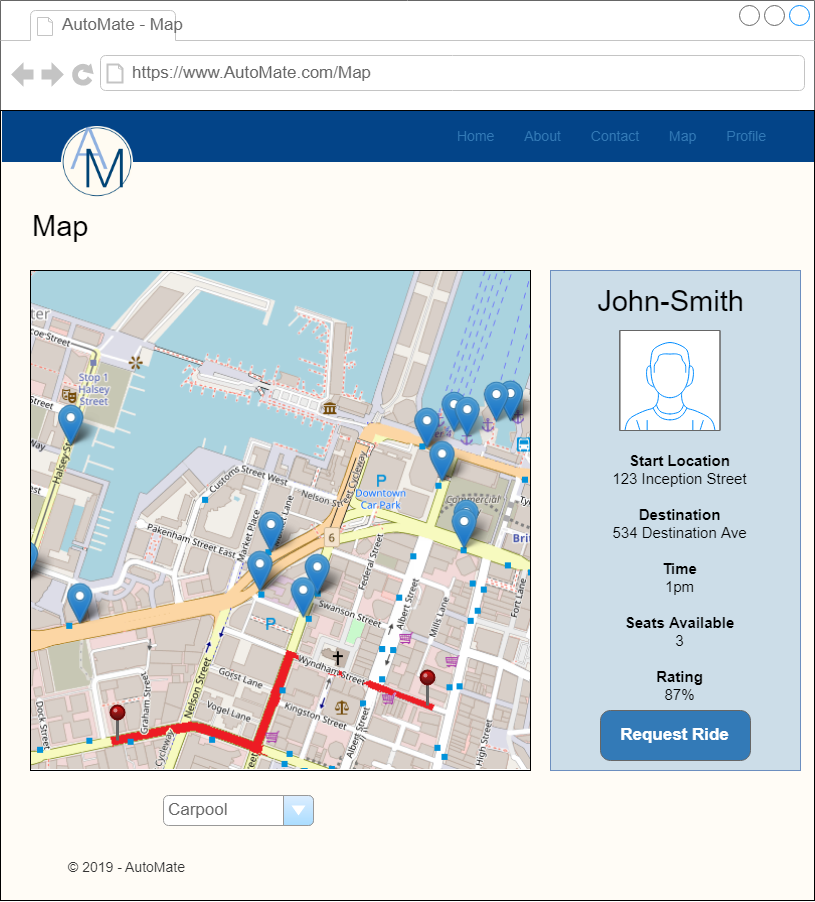 AutoMate - Map
https://www.AutoMate.com/Map
AM
Home
About
Contact
Map
Profile
Map
Stop 1
Halsey
Street
Halsey St
Way
Customs Street West
Pakenham Street East
Market Place
Nelson Street Cycleway
Downtown
Car Park
P
Commercial
6
Federal Street
Albert Street
Mills Lane
Fort Lane
Swanson Street
P
Wyndham Street
Gorst Lane
Vogel Lane
Kingston Street
Nelson Street
Graham Street
Dock Street
Cycleway
Albert Street
High Street
John-Smith
Start Location
123 Inception Street
Destination
534 Destination Ave
Time
1pm
Seats Available
3
Rating
87%
Request Ride
Carpool
© 2019 - AutoMate